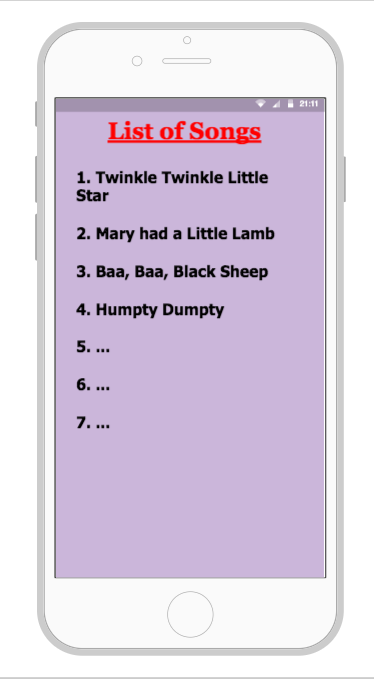 21:11
List of Songs
1. Twinkle Twinkle Little
Star
2. Mary had a Little Lamb
3. Baa, Baa, Black Sheep
4. Humpty Dumpty
5. ...
6. ...
7. ...